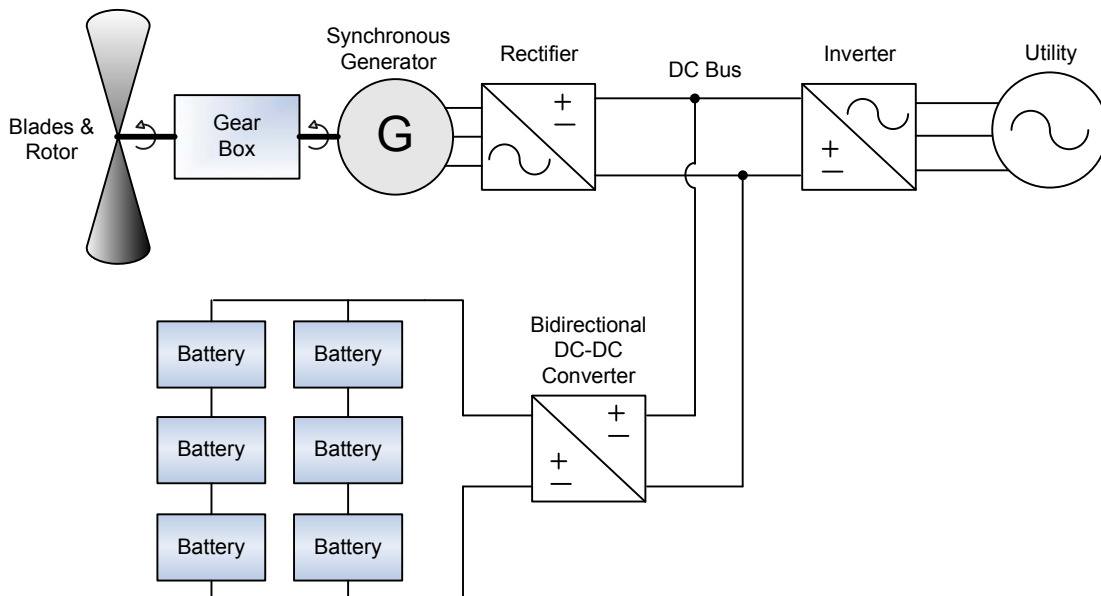 Synchronous
Generator
Rectifier
DC Bus
Inverter
Utility
Blades &
Rotor
Gear
Box
G
+
–
+
–
Bidirectional
DC-DC
Converter
+
–
+
–
Battery
Battery
Battery
Battery
Battery
Battery